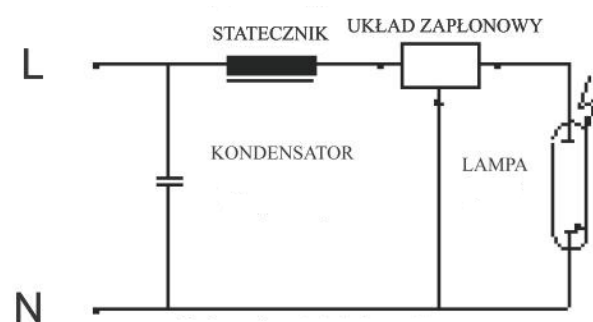 STATECZNIK
UKŁAD ZAPŁONOWY
L
KONDENSATOR
LAMPA
N